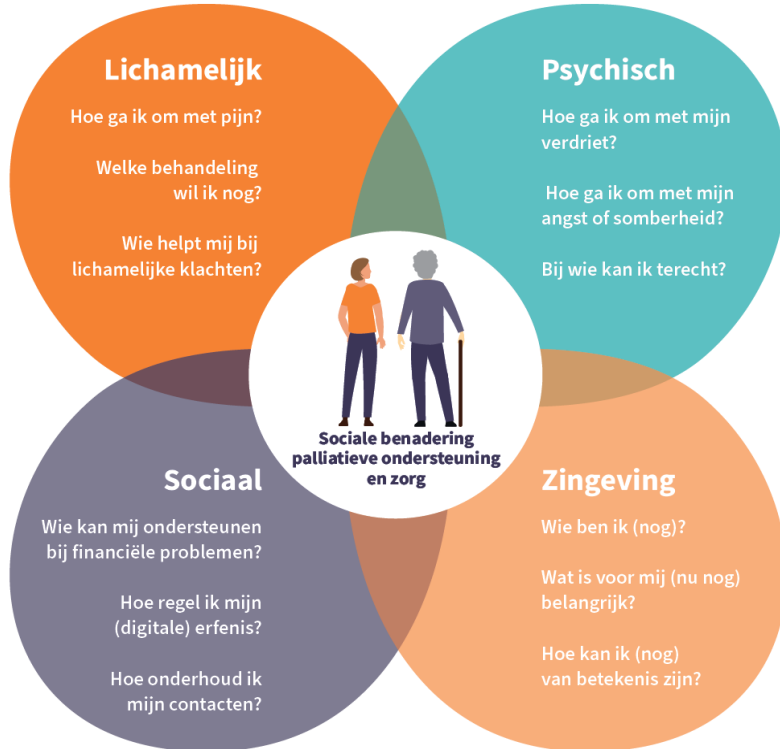 Lichamelijk
Hoe ga ik om met pijn?
Welke behandeling
wil ik nog?
Wie helpt mij bij
lichamelijke klachten?
Psychisch
Hoe ga ik om met mijn
verdriet?
Hoe ga ik om met mijn
angst of somberheid?
Bij wie kan ik terecht?
Sociale benadering
palliatieve ondersteuning
en zorg
Sociaal
Wie kan mij ondersteunen
bij financiële problemen?
Hoe regel ik mijn
(digitale) erfenis?
Hoe onderhoud ik
mijn contacten?
Zingeving
Wie ben ik (nog)?
Wat is voor mij (nu nog)
belangrijk?
Hoe kan ik (nog)
van betekenis zijn?